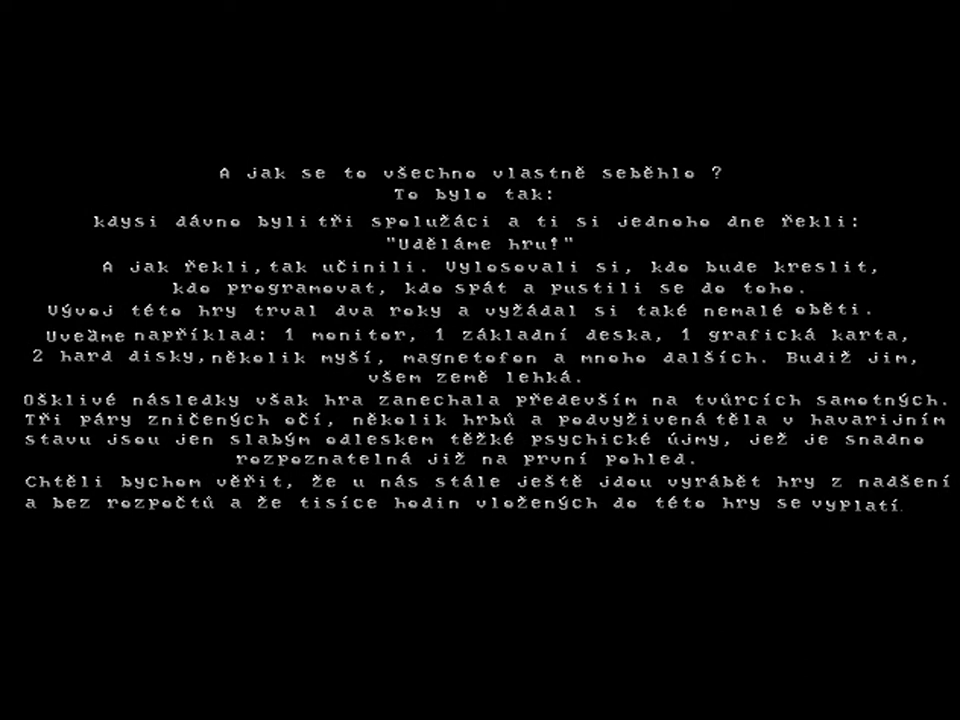 A jak se to všechno vlastně seběhlo ?
To bylo tak:
kdysi dávno byli tři spolužáci a ti si jednoho dne řekli:
"Uděláme hru!"
A jak řekli,tak učinili. Vylosovali si, kdo bude kreslit,
kdo programovat, kdo spát a pustili se do toho.
Vývoj této hry trval dva roky a vyžádal si také nemalé oběti.
Uveďme například: 1 monitor, 1 základní deska, 1 grafická karta,
2 hard disky,několik myší, magnetofon a mnoho dalších. Budiž jim,
všem země lehká.
Ošklivé následky však hra zanechala především na tvůrcích samotných.
Tři páry zničených očí, několik hrbů a podvyživená těla v havarijním
stavu jsou jen slabým odleskem těžké psychické újmy, jež je snadno
rozpoznatelná již na první pohled.
Chtěli bychom věřit, že u nás stále ještě jdou vyrábět hry z nadšení
a bez rozpočtů a že tisíce hodin vložených do této hry se vyplatí.